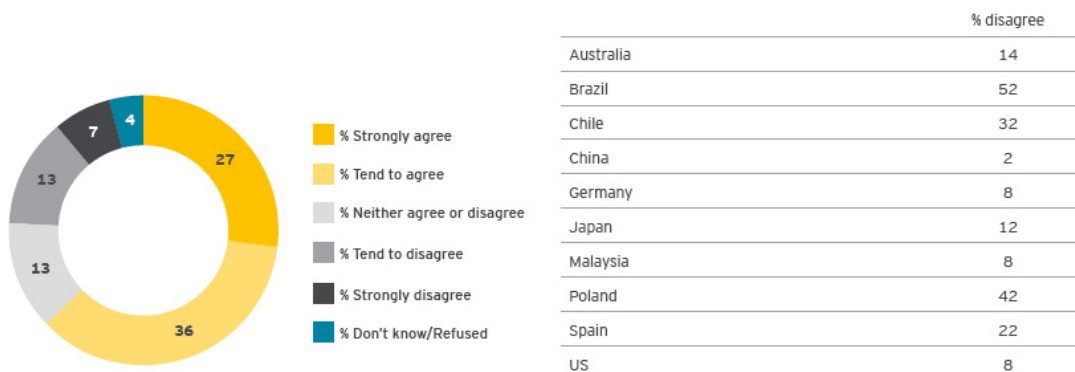 27
36
13
13
7
4
% Strongly agree
% Tend to agree
% Neither agree or disagree
% Tend to disagree
% Strongly disagree
% Don't know/Refused
% disagree
Australia 14
Brazil 52
Chile 32
China 2
Germany 8
Japan 12
Malaysia 8
Poland 42
Spain 22
US 8